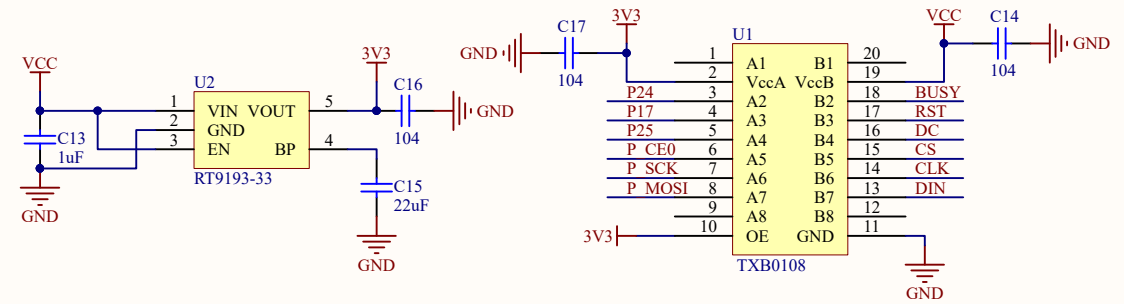 VCC
C13
1uF
GND
U2
1 VIN VOUT 5
2 GND
3 EN BP 4
RT9193-33
3V3
C16
104
GND
C15
22uF
GND
C17
GND
104
3V3
VCC
C14
GND
104
U1
1 A1 B1 20
2 VccA VccB 19
P24 3 A2 B2 18 BUSY
P17 4 A3 B3 17 RST
P25 5 A4 B4 16 DC
P_CE0 6 A5 B5 15 CS
P_SCK 7 A6 B6 14 CLK
P_MOSI 8 A7 B7 13 DIN
9 A8 B8 12
3V3 10 OE GND 11
TXB0108
GND